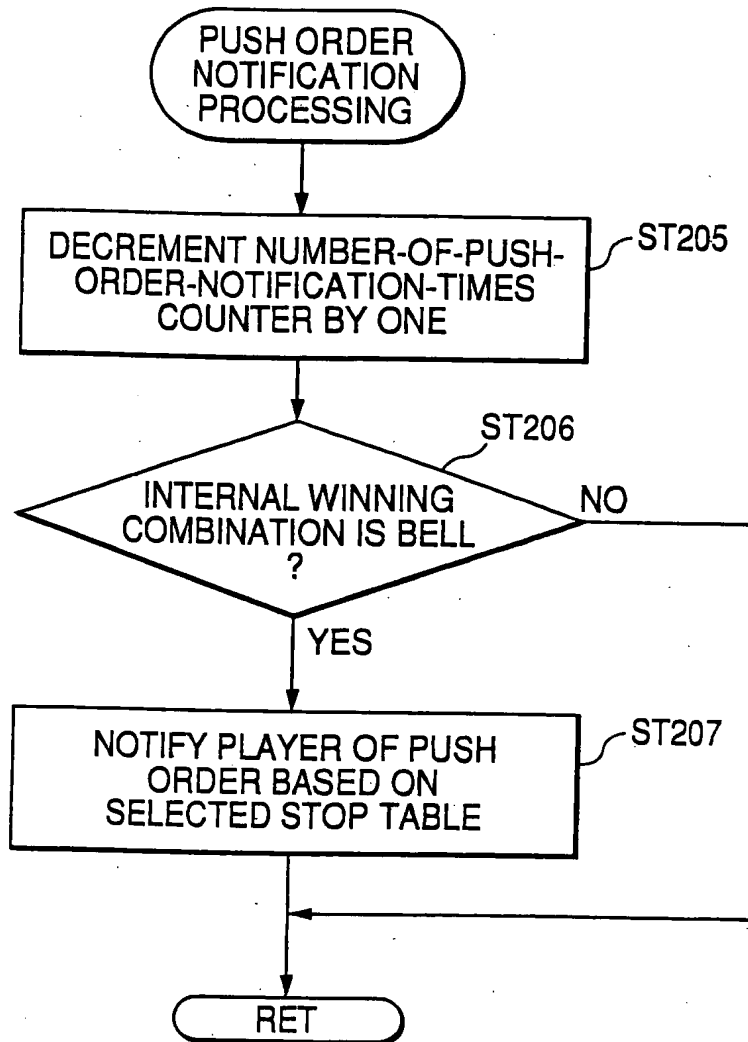 PUSH ORDER
NOTIFICATION
PROCESSING
DECREMENT NUMBER-OF-PUSH-
ORDER-NOTIFICATION-TIMES
COUNTER BY ONE
ST205
ST206
INTERNAL WINNING
COMBINATION IS BELL
?
NO
YES
NOTIFY PLAYER OF PUSH
ORDER BASED ON
SELECTED STOP TABLE
ST207
RET